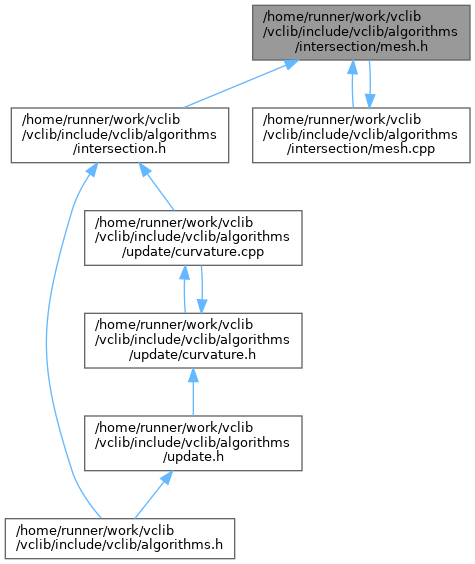 /home/runner/work/vclib
/vclib/include/vclib/algorithms
/intersection/mesh.h
/home/runner/work/vclib
/vclib/include/vclib/algorithms
/intersection.h
/home/runner/work/vclib
/vclib/include/vclib/algorithms
/intersection/mesh.cpp
/home/runner/work/vclib
/vclib/include/vclib/algorithms
/update/curvature.cpp
/home/runner/work/vclib
/vclib/include/vclib/algorithms
/update/curvature.h
/home/runner/work/vclib
/vclib/include/vclib/algorithms
/update.h
/home/runner/work/vclib
/vclib/include/vclib/algorithms.h